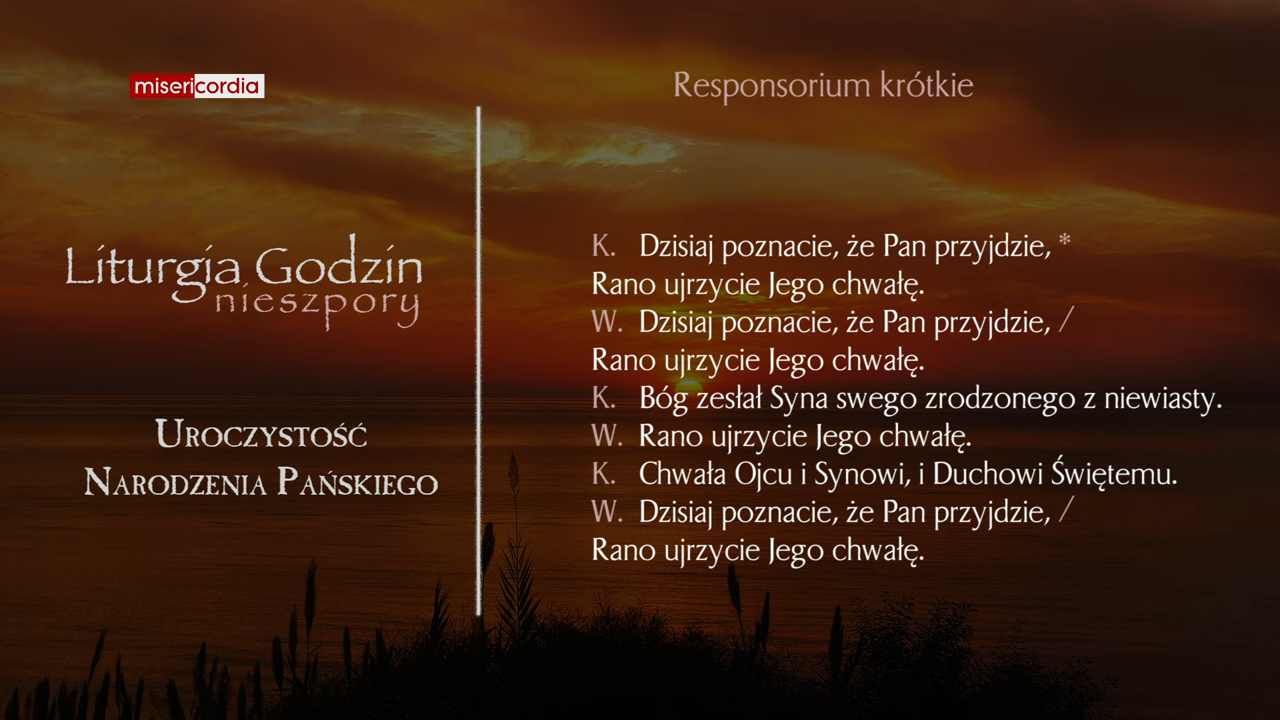 misericordia
Responsorium krótkie
Liturgia Godzin
nieszpory
Uroczystość
Narodzenia Pańskiego
K. Dzisiaj poznacie, że Pan przyjdzie, *
Rano ujrzycie Jego chwałę.
W. Dzisiaj poznacie, że Pan przyjdzie, /
Rano ujrzycie Jego chwałę.
K. Bóg zesłał Syna swego zrodzonego z niewiasty.
W. Rano ujrzycie Jego chwałę.
K. Chwała Ojcu i Synowi, i Duchowi Świętemu.
W. Dzisiaj poznacie, że Pan przyjdzie, /
Rano ujrzycie Jego chwałę.